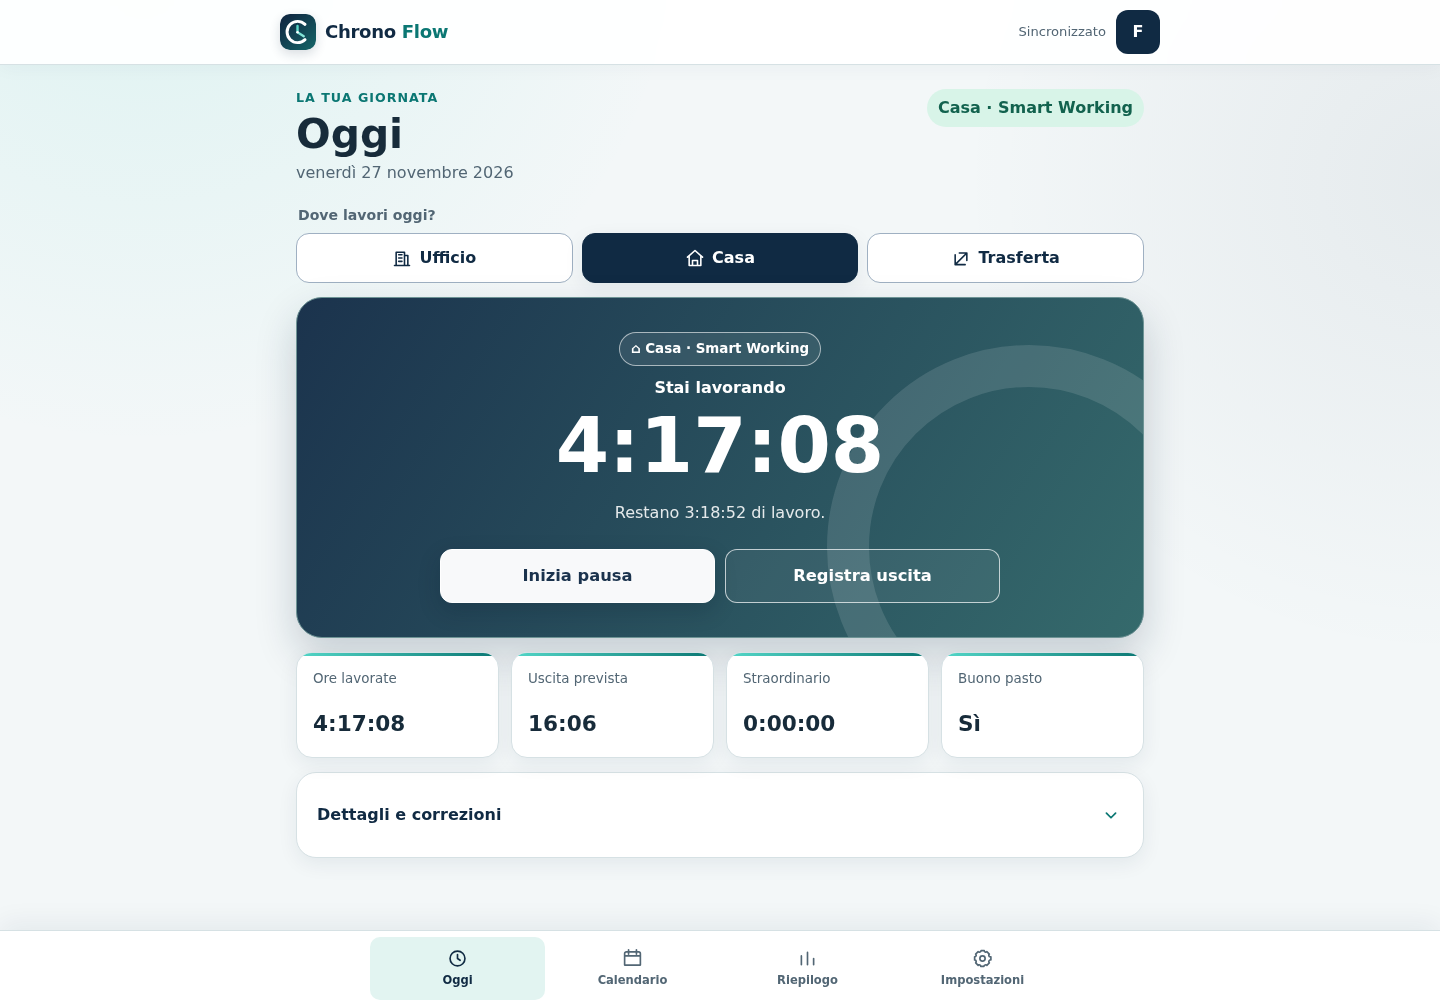 Chrono Flow
Sincronizzato
F
LA TUA GIORNATA
Oggi
venerdì 27 novembre 2026
Casa · Smart Working
Dove lavori oggi?
Ufficio
Casa
Trasferta
⌂ Casa · Smart Working
Stai lavorando
4:17:08
Restano 3:18:52 di lavoro.
Inizia pausa
Registra uscita
Ore lavorate
4:17:08
Uscita prevista
16:06
Straordinario
0:00:00
Buono pasto
Sì
Dettagli e correzioni
Oggi
Calendario
Riepilogo
Impostazioni